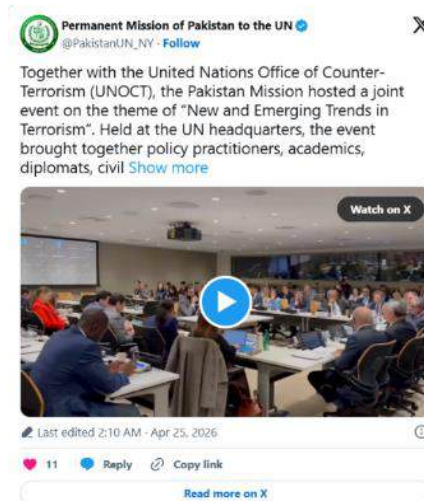 Permanent Mission of Pakistan to the UN
@PakistanUN_NY · Follow
Together with the United Nations Office of Counter-
Terrorism (UNOCT), the Pakistan Mission hosted a joint
event on the theme of “New and Emerging Trends in
Terrorism”. Held at the UN headquarters, the event
brought together policy practitioners, academics,
diplomats, civil Show more
Watch on X
Last edited 2:10 AM · Apr 25, 2026
11 Reply Copy link
Read more on X